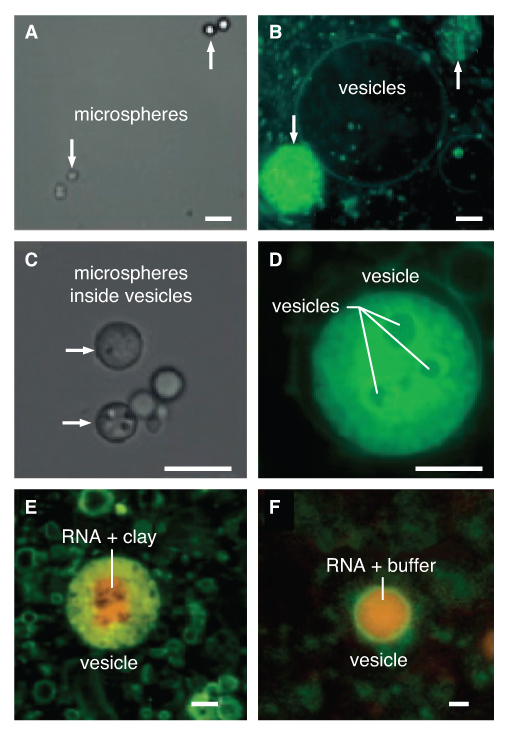 A
microspheres
B
vesicles
C
microspheres
inside vesicles
D
vesicle
vesicles
E
RNA + clay
vesicle
F
RNA + buffer
vesicle